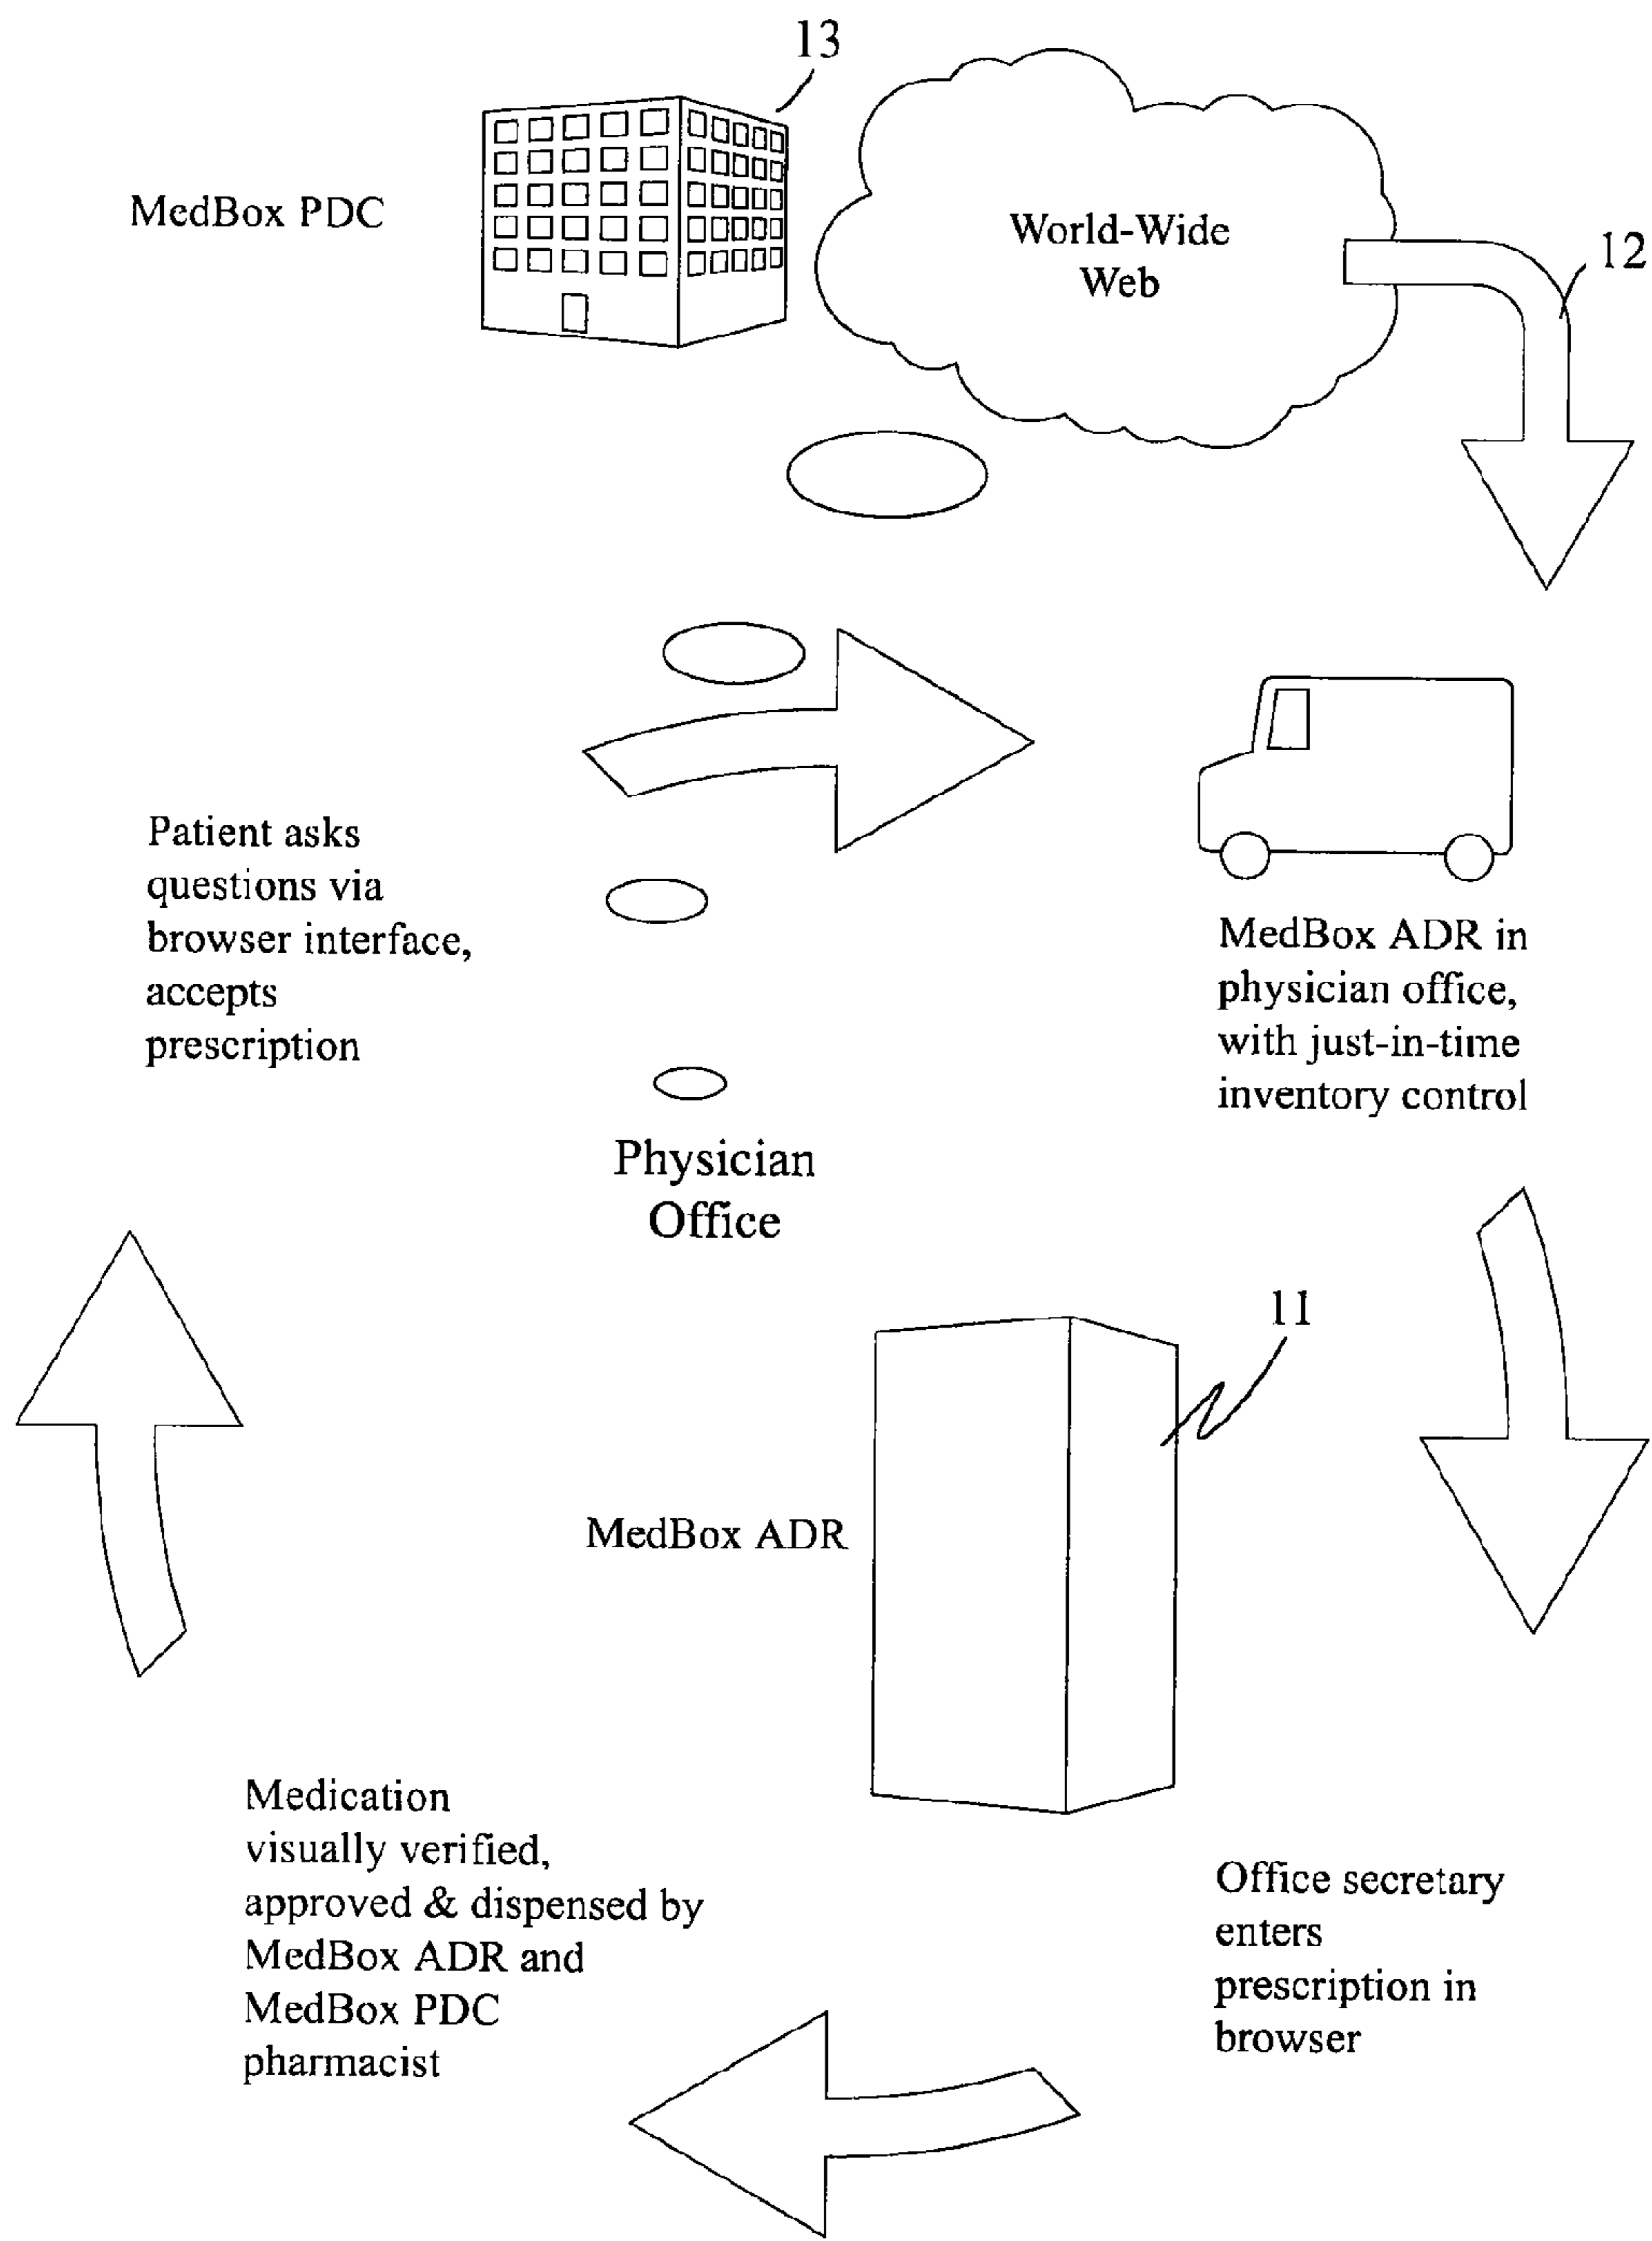 13
MedBox PDC
World-Wide
Web
12
Patient asks
questions via
browser interface,
accepts
prescription
MedBox ADR in
physician office,
with just-in-time
inventory control
Physician
Office
11
MedBox ADR
Medication
visually verified,
approved & dispensed by
MedBox ADR and
MedBox PDC
pharmacist
Office secretary
enters
prescription in
browser